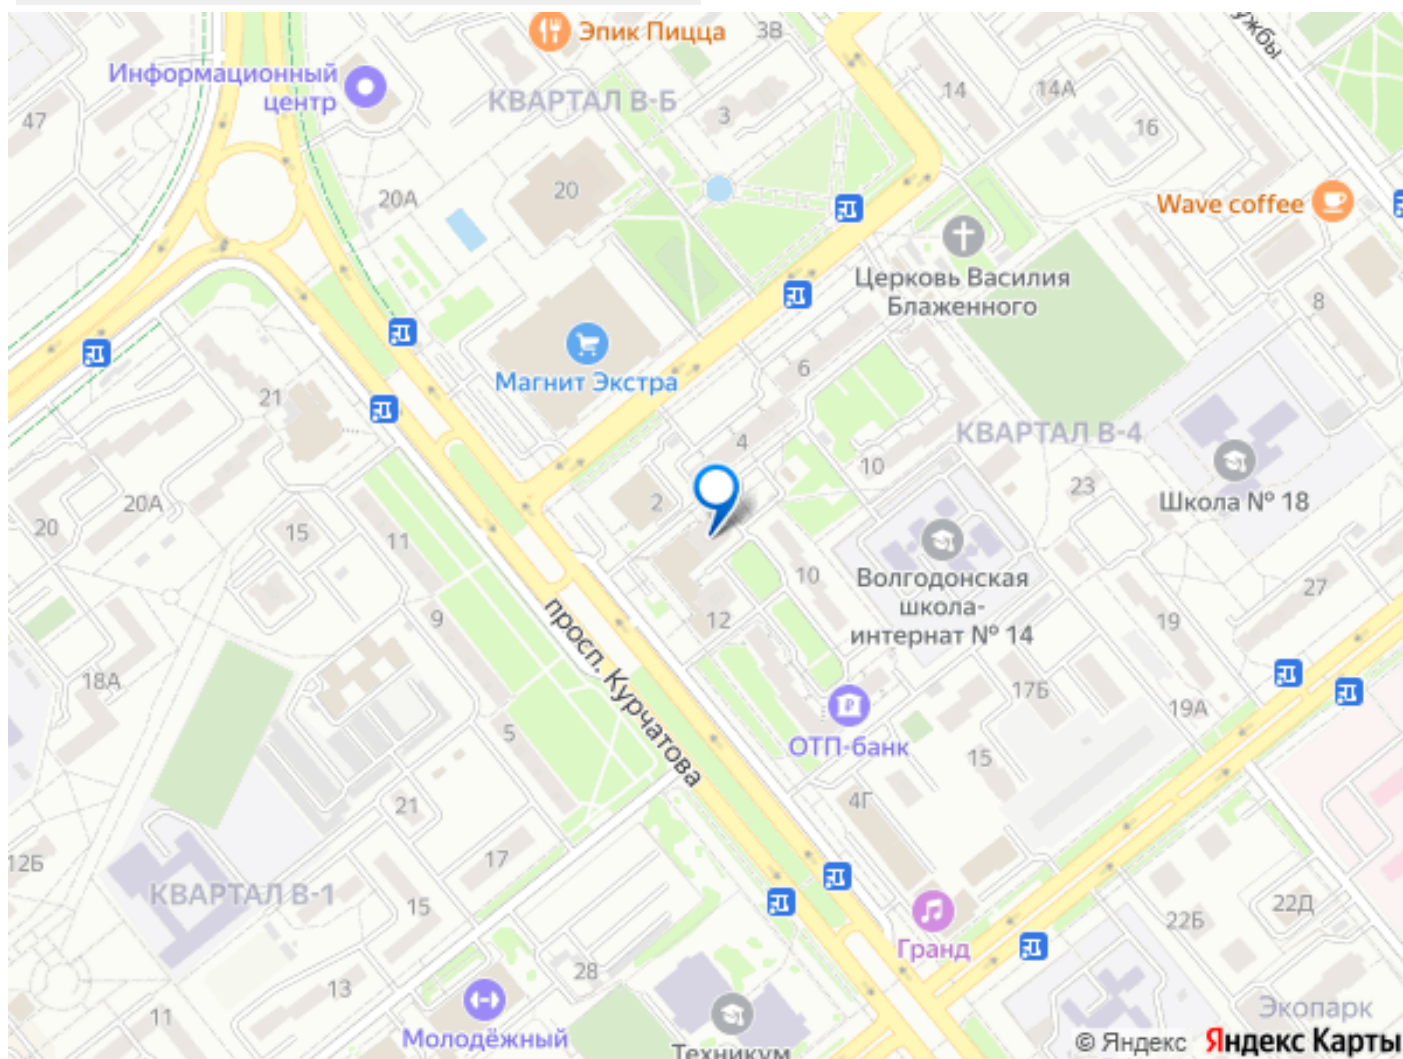 Эпик Пицца
3В
ужбы
Информационный
центр
КВАРТАЛ В-Б
14
14А
47
3
16
20А
20
Wave coffee
Церковь Василия
Блаженного
8
Магнит Экстра
6
21
КВАРТАЛ В-4
4
10
2
23
Школа № 18
20А
20
15
11
Волгодонская
школа-
интернат № 14
10
27
12
9
19
просп. Курчатова
18А
17Б
19А
5
ОТП-банк
15
21
4Г
12Б
17
КВАРТАЛ В-1
15
22Д
22Б
Гранд
28
13
11
Молодёжный
Техникум
Экопарк
© Яндекс Яндекс Карты